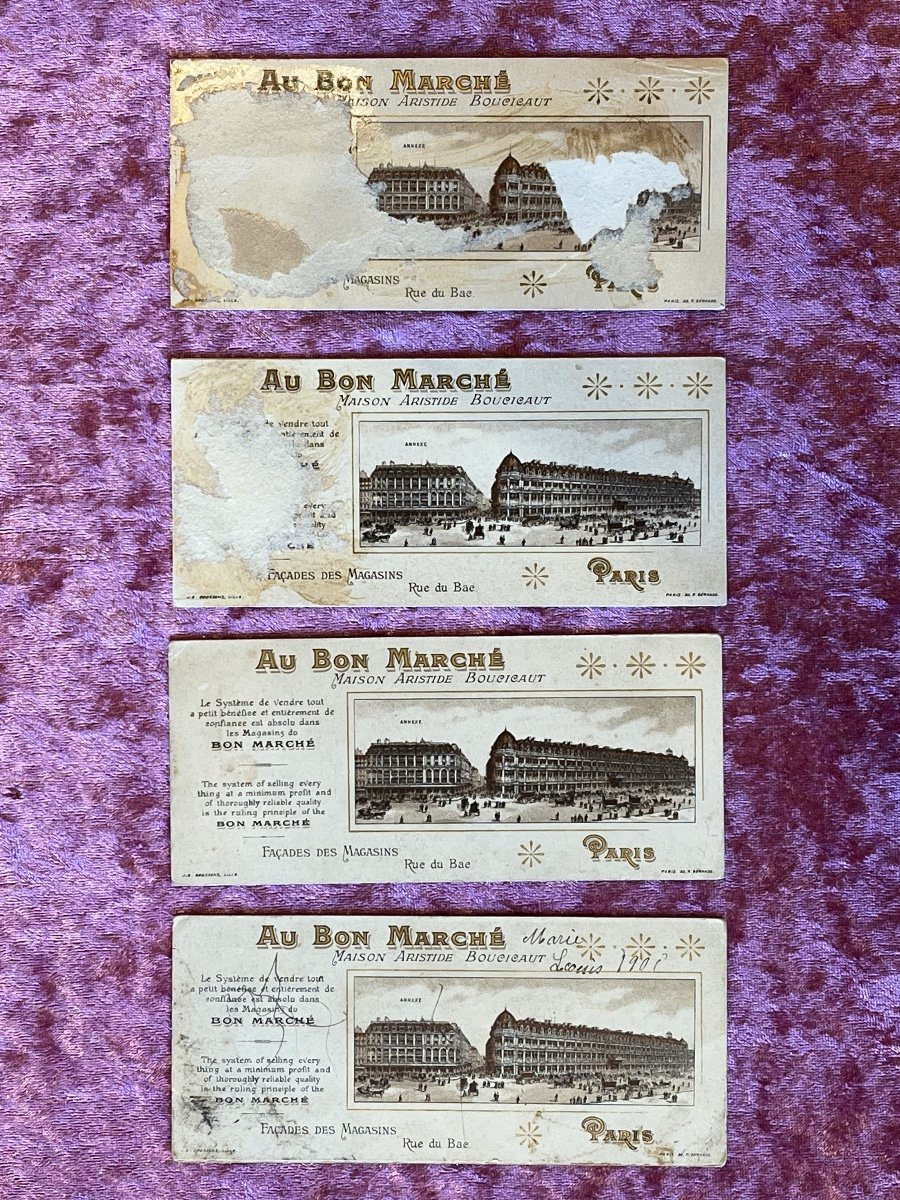 AU BON MARCHÉ
MAISON ARISTIDE BOUCICAUT
ANNEXE
MAGASINS
Rue du Bac
AU BON MARCHÉ
MAISON ARISTIDE BOUCICAUT
de vendre tout
de
dans
ANNEXE
every
and
FAÇADES DES MAGASINS
Rue du Bac
PARIS
AU BON MARCHÉ
MAISON ARISTIDE BOUCICAUT
Le Système de vendre tout
a petit bénéfice et entièrement de
confiance est absolu dans
les Magasins du
BON MARCHÉ
The system of selling every
thing at a minimum profit and
of thoroughly reliable quality
is the ruling principle of the
BON MARCHÉ
ANNEXE
FAÇADES DES MAGASINS
Rue du Bac
PARIS
AU BON MARCHÉ
MAISON ARISTIDE BOUCICAUT
Marie
Louis
Le Système de vendre tout
a petit bénéfice et entièrement de
confiance est absolu dans
les Magasins du
BON MARCHÉ
The system of selling every
thing at a minimum profit and
of thoroughly reliable quality
is the ruling principle of the
BON MARCHÉ
ANNEXE
FAÇADES DES MAGASINS
Rue du Bac
PARIS